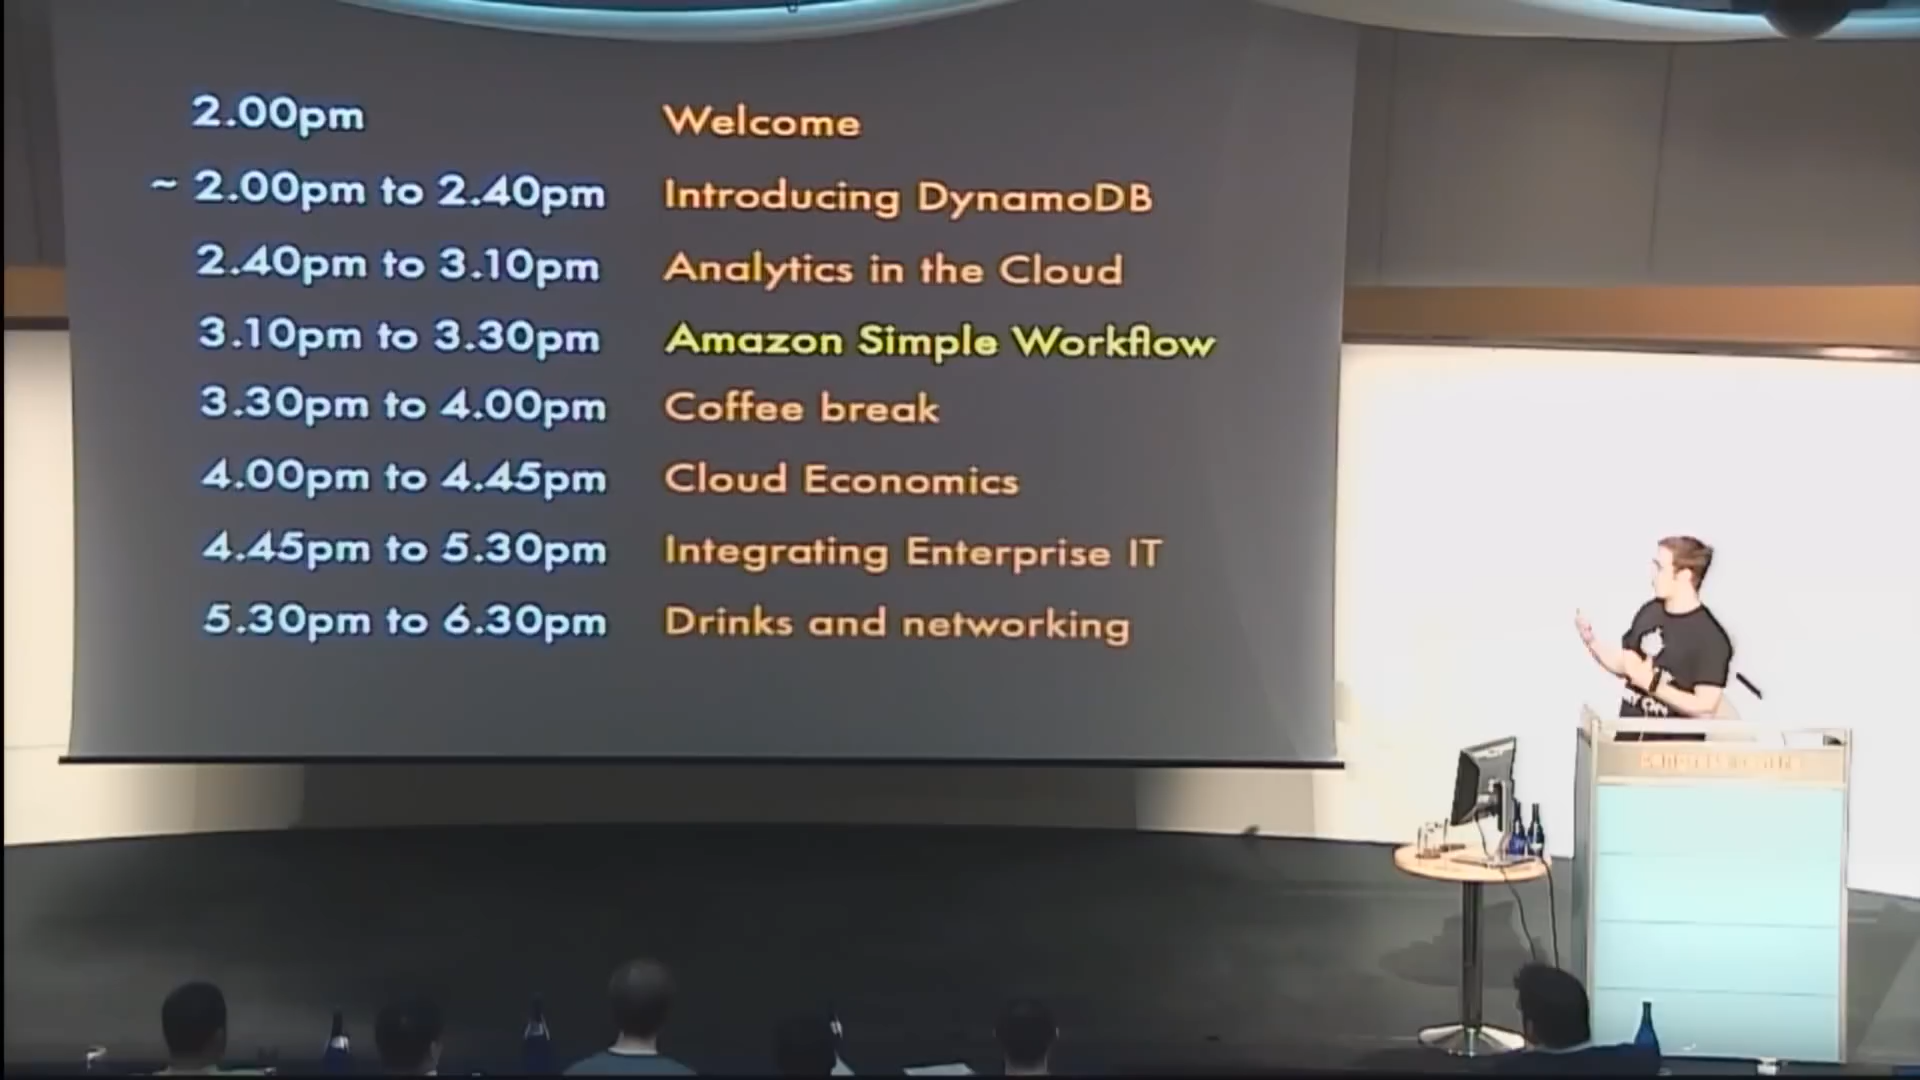 2.00pm Welcome
~ 2.00pm to 2.40pm Introducing DynamoDB
2.40pm to 3.10pm Analytics in the Cloud
3.10pm to 3.30pm Amazon Simple Workflow
3.30pm to 4.00pm Coffee break
4.00pm to 4.45pm Cloud Economics
4.45pm to 5.30pm Integrating Enterprise IT
5.30pm to 6.30pm Drinks and networking